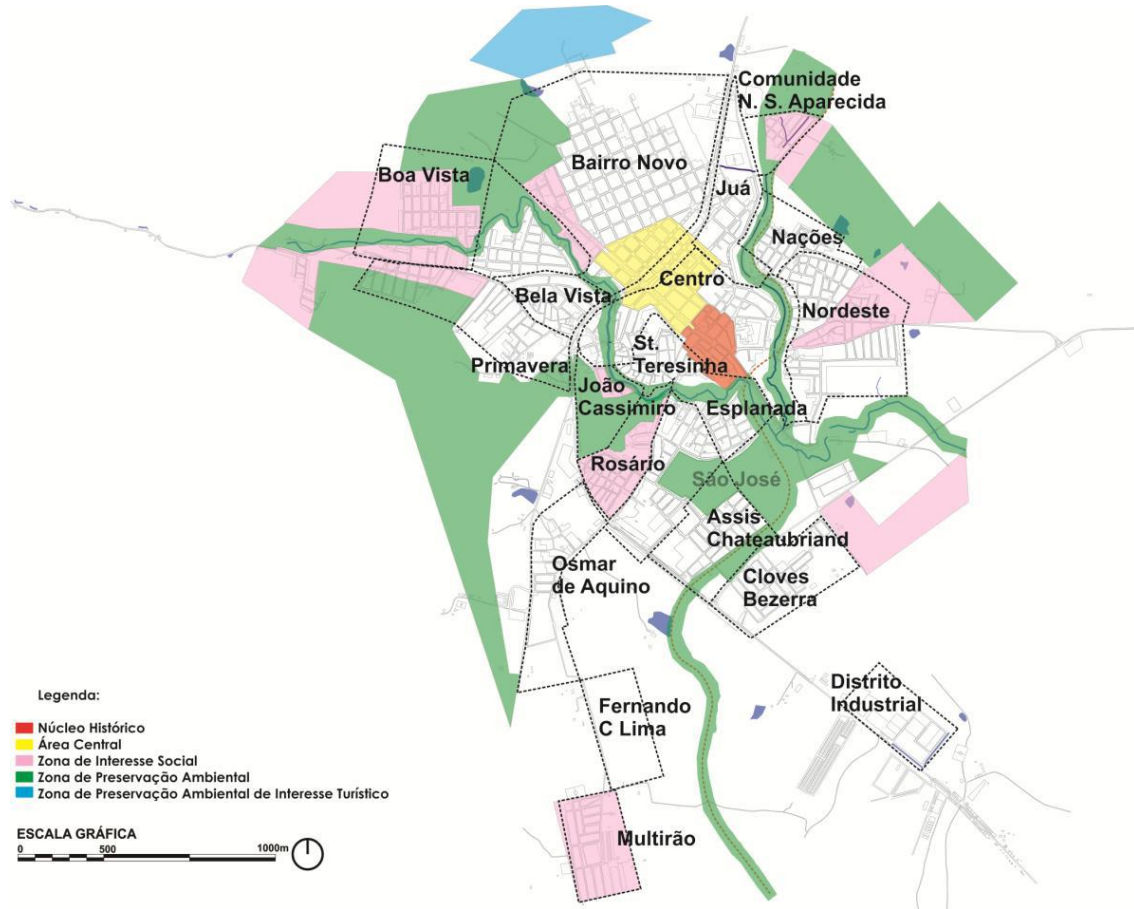 Comunidade
N. S. Aparecida
Bairro Novo
Boa Vista
Juá
Nações
Centro
Bela Vista
Nordeste
St.
Teresinha
Primavera
João
Cassimiro
Esplanada
Rosário
São José
Assis
Chateaubriand
Osmar
de Aquino
Cloves
Bezerra
Distrito
Industrial
Fernando
C Lima
Multirão
Legenda:
Núcleo Histórico
Área Central
Zona de Interesse Social
Zona de Preservação Ambiental
Zona de Preservação Ambiental de Interesse Turístico
ESCALA GRÁFICA
0 500 1000m